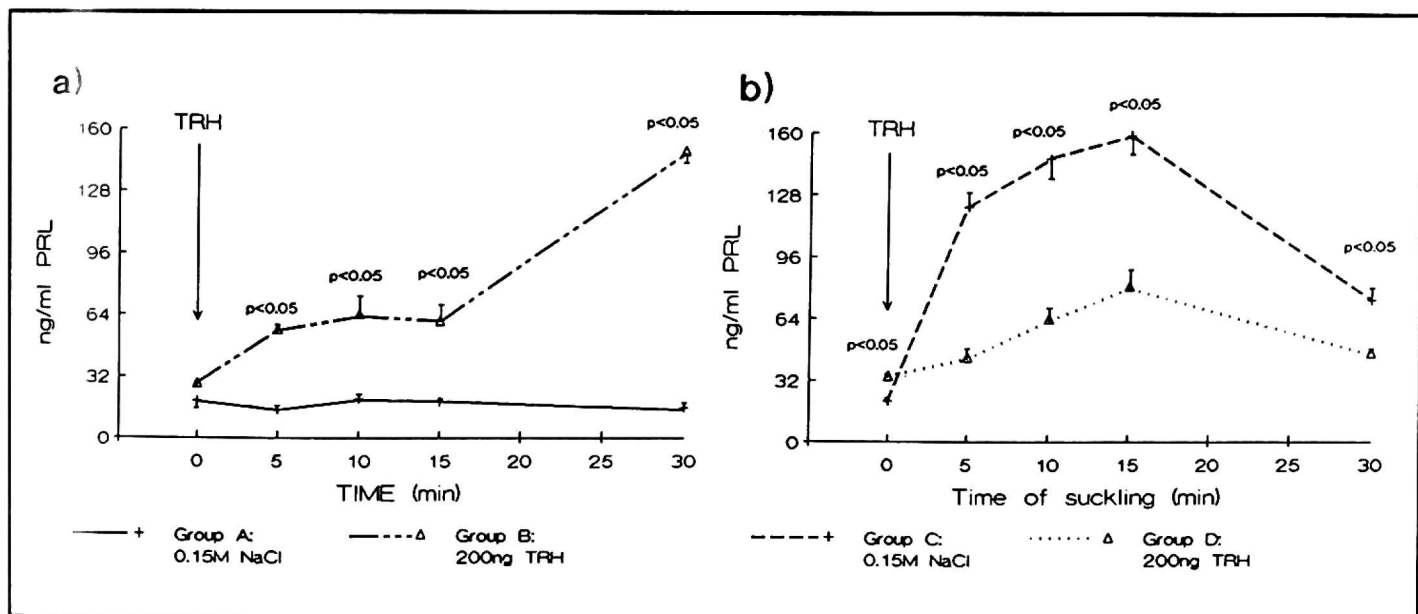 a)
TRH
160
128
96
64
32
0
ng/ml PRL
p<0.05
p<0.05
p<0.05
p<0.05
0 5 10 15 20 25 30
TIME (min)
Group A:
0.15M NaCl
Group B:
200ng TRH
b)
TRH
160
128
96
64
32
0
ng/ml PRL
p<0.05
p<0.05
p<0.05
p<0.05
p<0.05
0 5 10 15 20 25 30
Time of suckling (min)
Group C:
0.15M NaCl
Group D:
200ng TRH